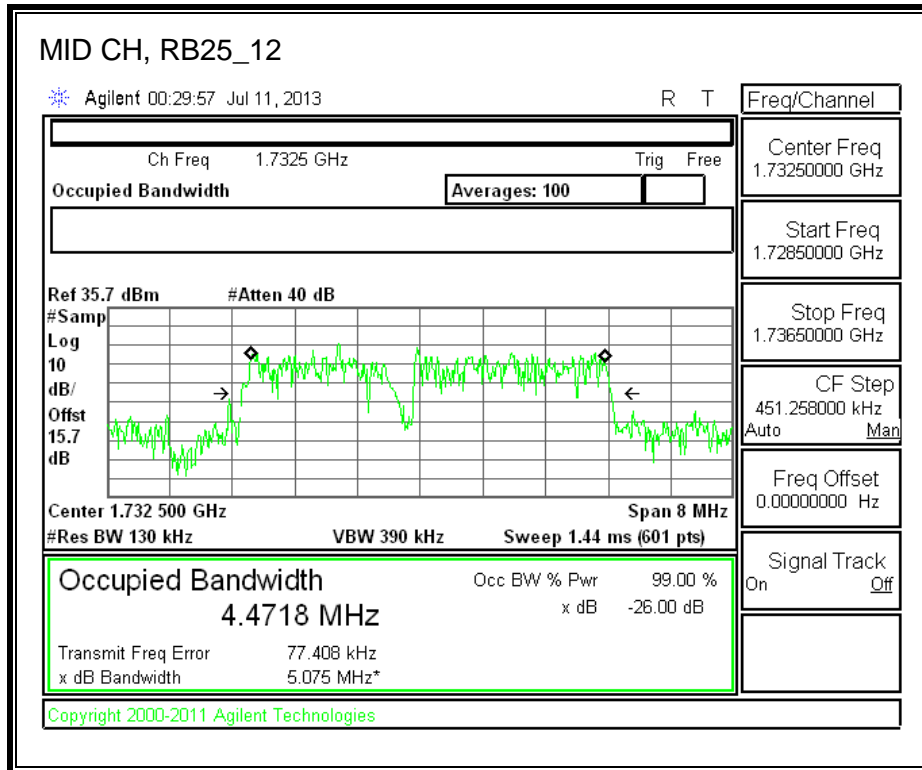 MID CH, RB25_12
Agilent 00:29:57 Jul 11, 2013 R T
Ch Freq 1.7325 GHz Trig Free
Occupied Bandwidth Averages: 100
Ref 35.7 dBm #Atten 40 dB
#Samp
Log
10
dB/
Offst
15.7
dB
Center 1.732 500 GHz Span 8 MHz
#Res BW 130 kHz VBW 390 kHz Sweep 1.44 ms (601 pts)
Occupied Bandwidth Occ BW % Pwr 99.00 %
4.4718 MHz x dB -26.00 dB
Transmit Freq Error 77.408 kHz
x dB Bandwidth 5.075 MHz*
Copyright 2000-2011 Agilent Technologies
Freq/Channel
Center Freq
1.73250000 GHz
Start Freq
1.72850000 GHz
Stop Freq
1.73650000 GHz
CF Step
451.258000 kHz
Auto Man
Freq Offset
0.00000000 Hz
Signal Track
On Off